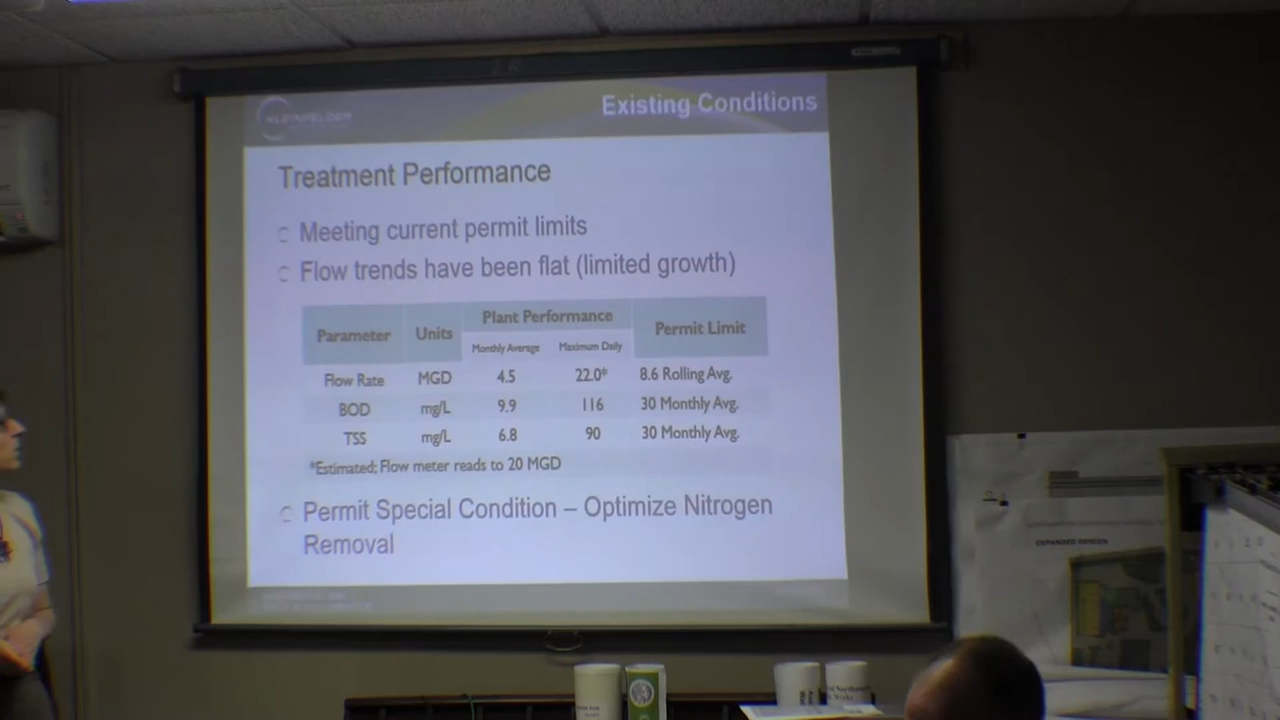 KLEINFELDER
Existing Conditions
Treatment Performance
Meeting current permit limits
Flow trends have been flat (limited growth)
Parameter Units Plant Performance Permit Limit
Monthly Average Maximum Daily
Flow Rate MGD 4.5 22.0* 8.6 Rolling Avg.
BOD mg/L 9.9 116 30 Monthly Avg.
TSS mg/L 6.8 90 30 Monthly Avg.
*Estimated; Flow meter reads to 20 MGD
Permit Special Condition – Optimize Nitrogen
Removal
EXPANDED DESIGN